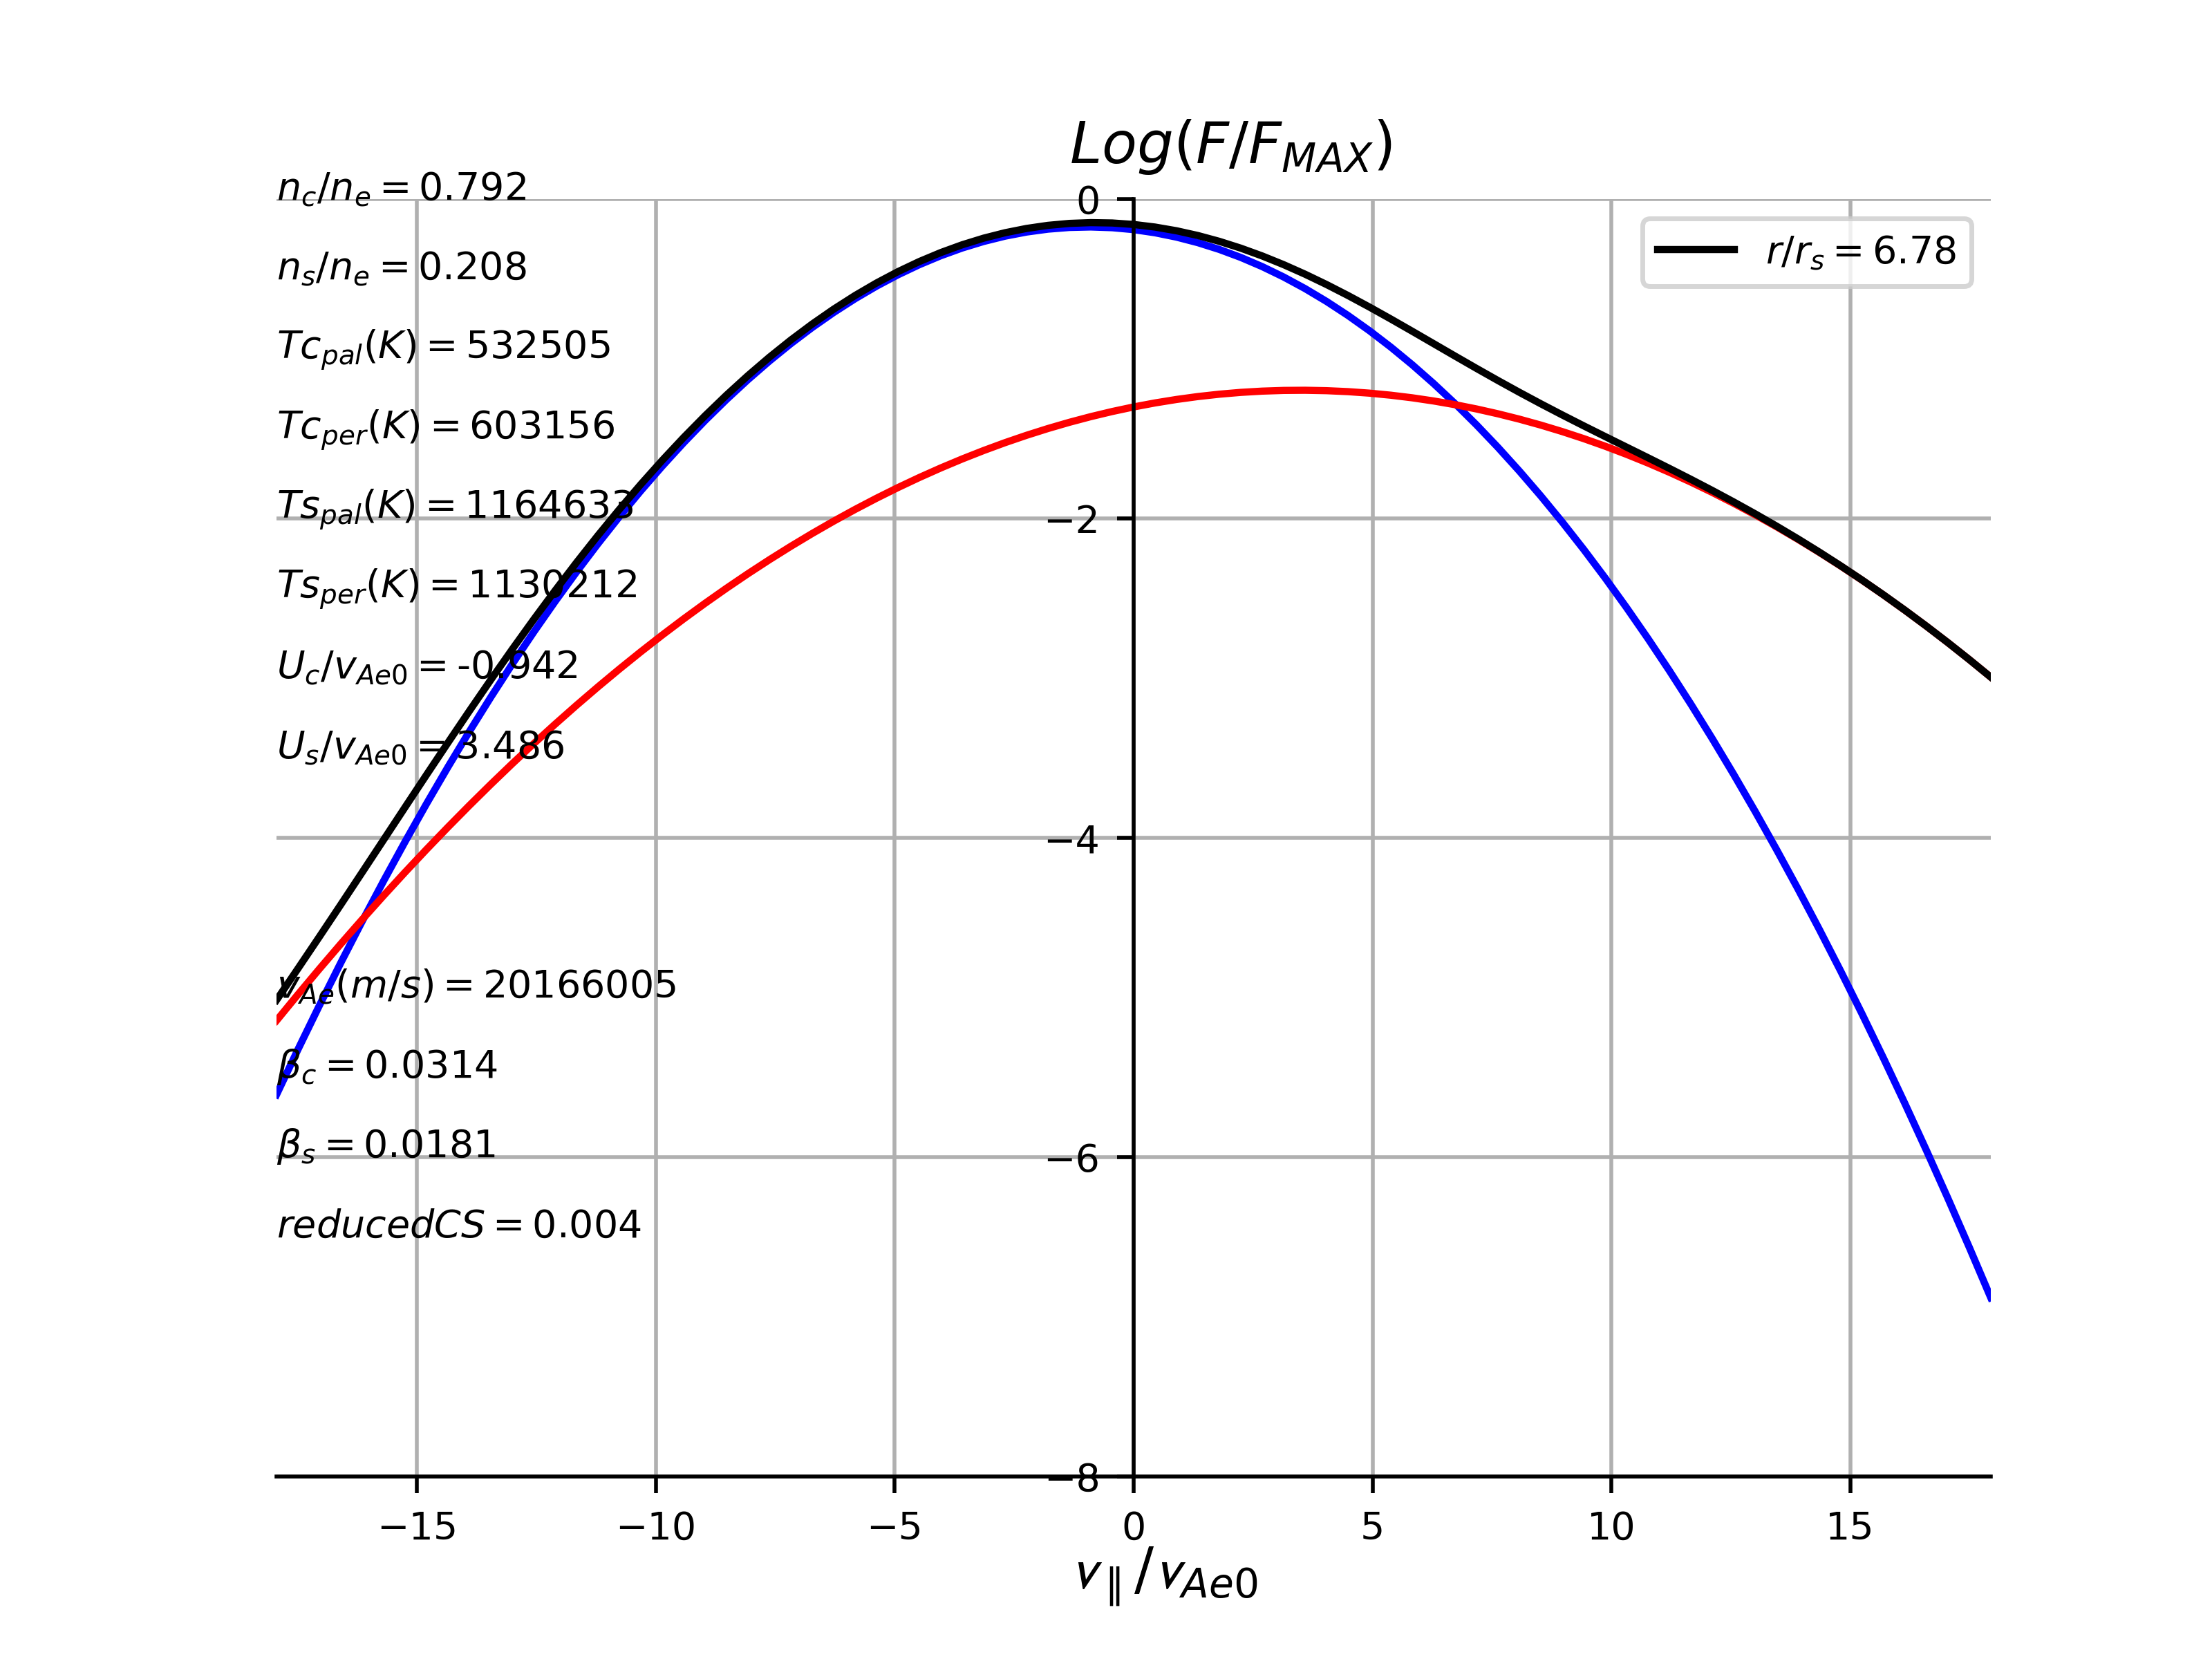 Log(F/F_MAX)
n_c/n_e = 0.792
n_s/n_e = 0.208
Tc_pal(K) = 532505
Tc_per(K) = 603156
Ts_pal(K) = 1164633
Ts_per(K) = 1130212
U_c/v_Ae0 = -0.942
U_s/v_Ae0 = 3.486
v_Ae(m/s) = 20166005
β_c = 0.0314
β_s = 0.0181
reducedCS = 0.004
r/r_s = 6.78
0
−2
−4
−6
−8
−15 −10 −5 0 5 10 15
v_∥/v_Ae0